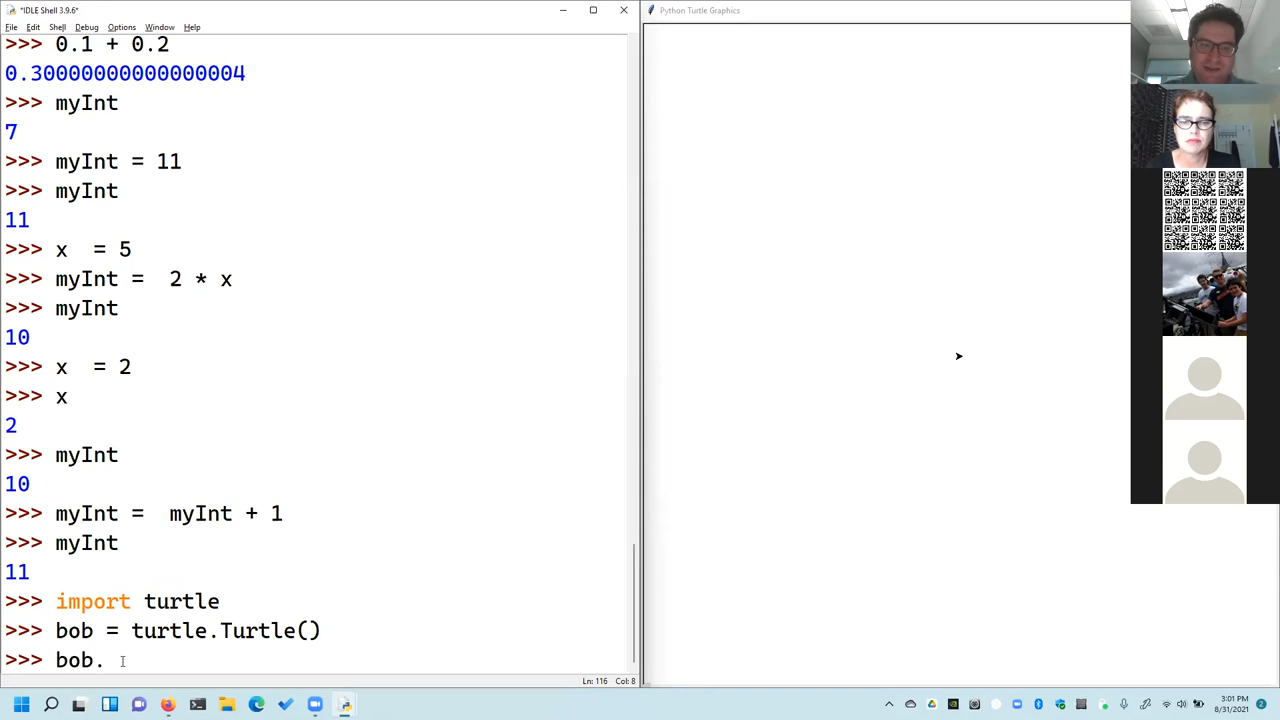 *IDLE Shell 3.9.6*
File Edit Shell Debug Options Window Help
>>> 0.1 + 0.2
0.30000000000000004
>>> myInt
7
>>> myInt = 11
>>> myInt
11
>>> x  = 5
>>> myInt =  2 * x
>>> myInt
10
>>> x  = 2
>>> x
2
>>> myInt
10
>>> myInt =  myInt + 1
>>> myInt
11
>>> import turtle
>>> bob = turtle.Turtle()
>>> bob.
Ln: 116 Col: 8
Python Turtle Graphics
3:01 PM
8/31/2021
2